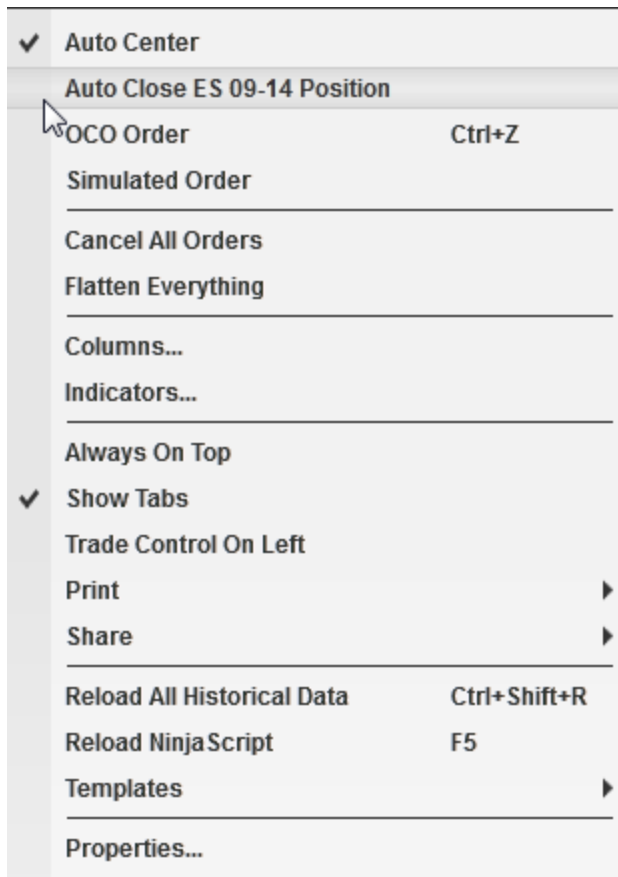 Auto Center
Auto Close ES 09-14 Position
OCO Order Ctrl+Z
Simulated Order
Cancel All Orders
Flatten Everything
Columns...
Indicators...
Always On Top
Show Tabs
Trade Control On Left
Print
Share
Reload All Historical Data Ctrl+Shift+R
Reload NinjaScript F5
Templates
Properties...